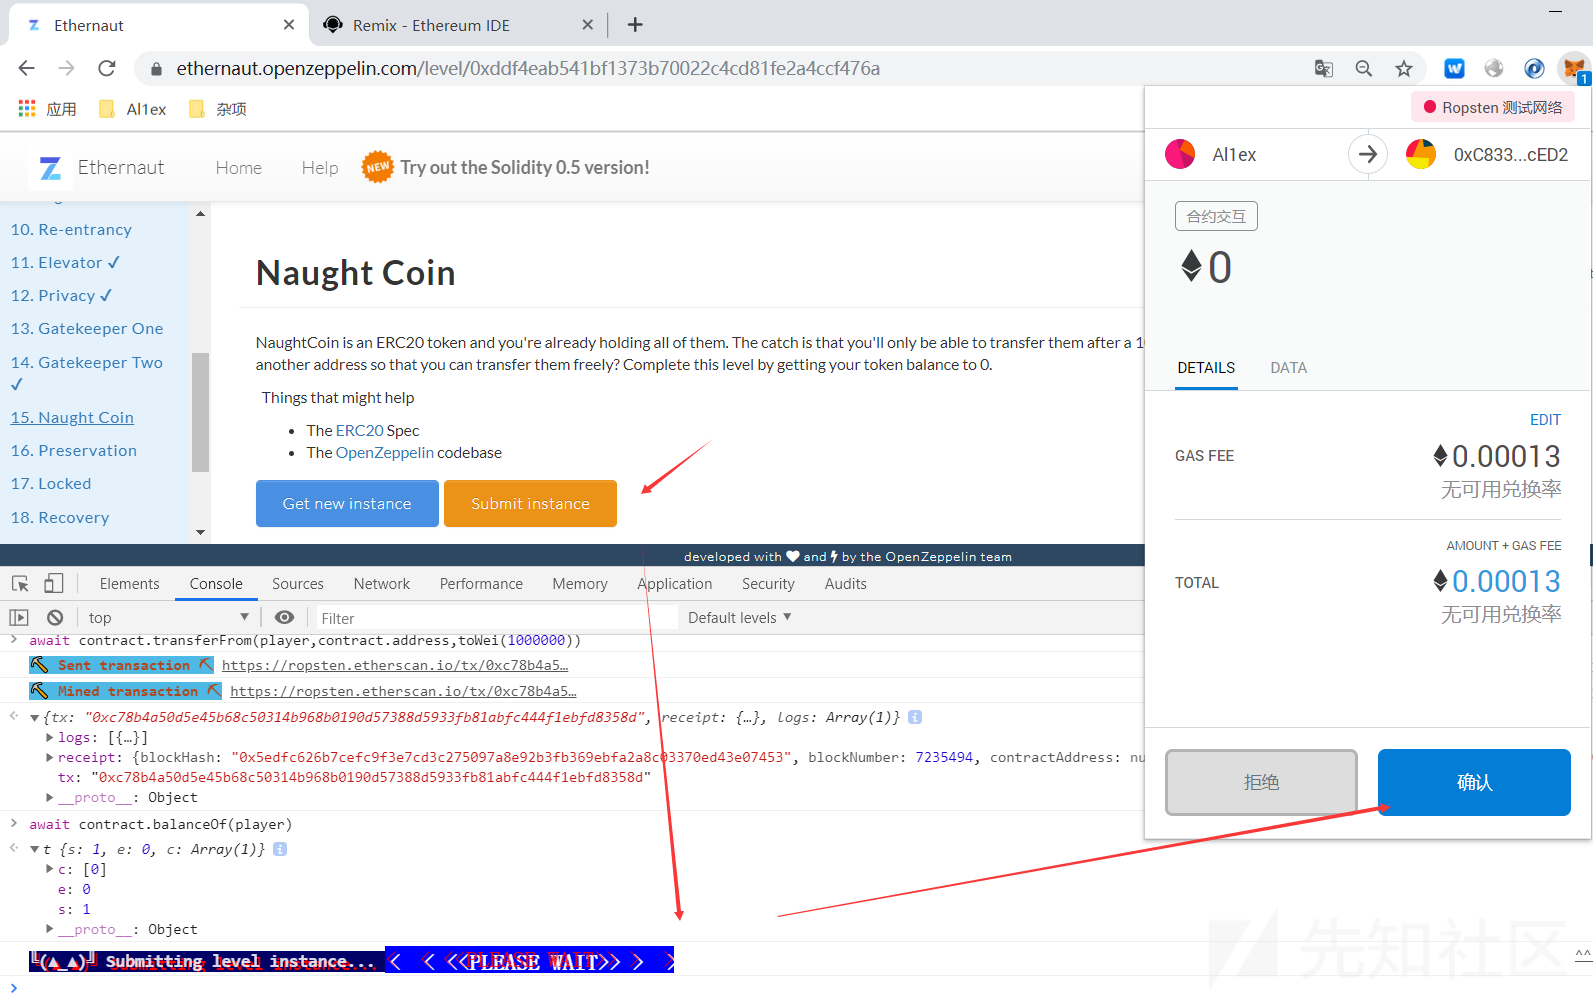 Ethernaut
Remix - Ethereum IDE
ethernaut.openzeppelin.com/level/0xddf4eab541bf1373b70022c4cd81fe2a4ccf476a
1
应用
Al1ex
杂项
Ethernaut
Home
Help
NEW
Try out the Solidity 0.5 version!
10. Re-entrancy
11. Elevator ✓
12. Privacy ✓
13. Gatekeeper One
14. Gatekeeper Two
✓
15. Naught Coin
16. Preservation
17. Locked
18. Recovery
Naught Coin
NaughtCoin is an ERC20 token and you're already holding all of them. The catch is that you'll only be able to transfer them after a 1
another address so that you can transfer them freely? Complete this level by getting your token balance to 0.
Things that might help
• The ERC20 Spec
• The OpenZeppelin codebase
Get new instance
Submit instance
developed with ❤ and by the OpenZeppelin team
Elements Console Sources Network Performance Memory Application Security Audits
top
Filter
Default levels ▼
> await contract.transferFrom(player,contract.address,toWei(1000000))
Sent transaction https://ropsten.etherscan.io/tx/0xc78b4a5…
Mined transaction https://ropsten.etherscan.io/tx/0xc78b4a5…
{tx: "0xc78b4a50d5e45b68c50314b968b0190d57388d5933fb81abfc444f1ebfd8358d", receipt: {…}, logs: Array(1)}
logs: [{…}]
receipt: {blockHash: "0x5edfc626b7cefc9f3e7cd3c275097a8e92b3fb369ebfa2a8c03370ed43e07453", blockNumber: 7235494, contractAddress: nu
tx: "0xc78b4a50d5e45b68c50314b968b0190d57388d5933fb81abfc444f1ebfd8358d"
__proto__: Object
> await contract.balanceOf(player)
t {s: 1, e: 0, c: Array(1)}
c: [0]
e: 0
s: 1
__proto__: Object
╚(▲_▲)╝ Submitting level instance... < < <<PLEASE WAIT>> > >
>
Ropsten 测试网络
Al1ex
0xC833...cED2
合约交互
0
DETAILS
DATA
EDIT
GAS FEE
0.00013
无可用兑换率
AMOUNT + GAS FEE
TOTAL
0.00013
无可用兑换率
拒绝
确认
先知社区